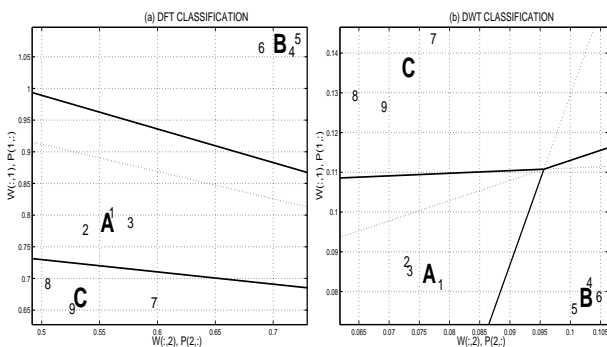 (a) DFT CLASSIFICATION
W(:,1), P(1,:)
1.05
1
0.95
0.9
0.85
0.8
0.75
0.7
0.65
6 B 4 5
2 A 1 3
8 C 9 7
0.5 0.55 0.6 0.65 0.7
W(:,2), P(2,:)
(b) DWT CLASSIFICATION
W(:,1), P(1,:)
0.14
0.13
0.12
0.11
0.1
0.09
0.08
7
C
8 9
2
3 A 1
4
B 6
5
0.065 0.07 0.075 0.08 0.085 0.09 0.095 0.1 0.105
W(:,2), P(2,:)